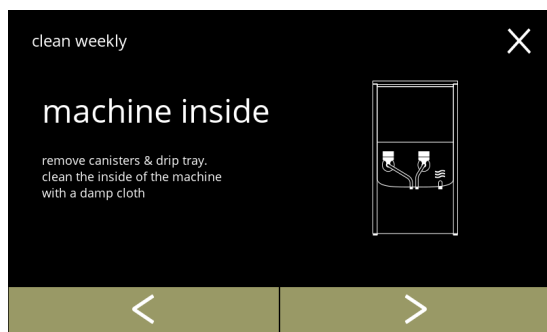 clean weekly
machine inside
remove canisters & drip tray.
clean the inside of the machine
with a damp cloth